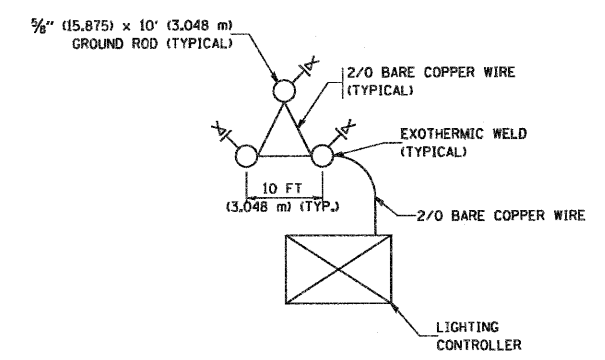 5/8" (15.875) x 10' (3.048 m)
GROUND ROD (TYPICAL)
2/0 BARE COPPER WIRE
(TYPICAL)
EXOTHERMIC WELD
(TYPICAL)
10 FT
(3.048 m) (TYP.)
2/0 BARE COPPER WIRE
LIGHTING
CONTROLLER